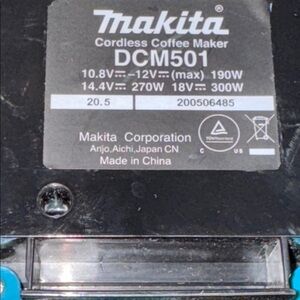 makita
Cordless Coffee Maker
DCM501
10.8V⎓-12V⎓(max) 190W
14.4V⎓ 270W 18V⎓ 300W
20.5 200506485
Makita Corporation
Anjo,Aichi,Japan CN
Made in China
C US